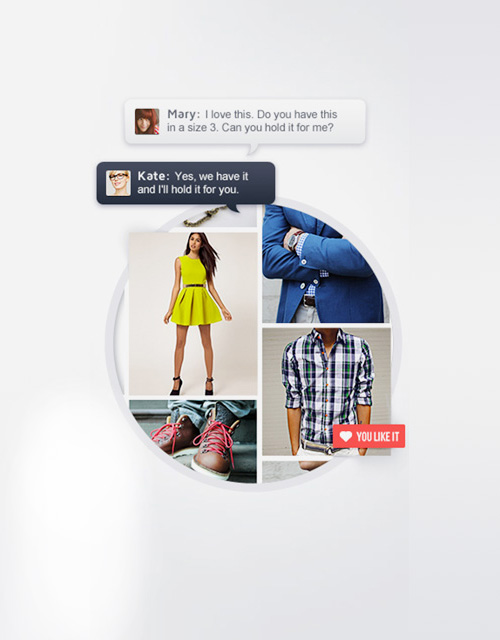 Mary: I love this. Do you have this
in a size 3. Can you hold it for me?
Kate: Yes, we have it
and I'll hold it for you.
YOU LIKE IT